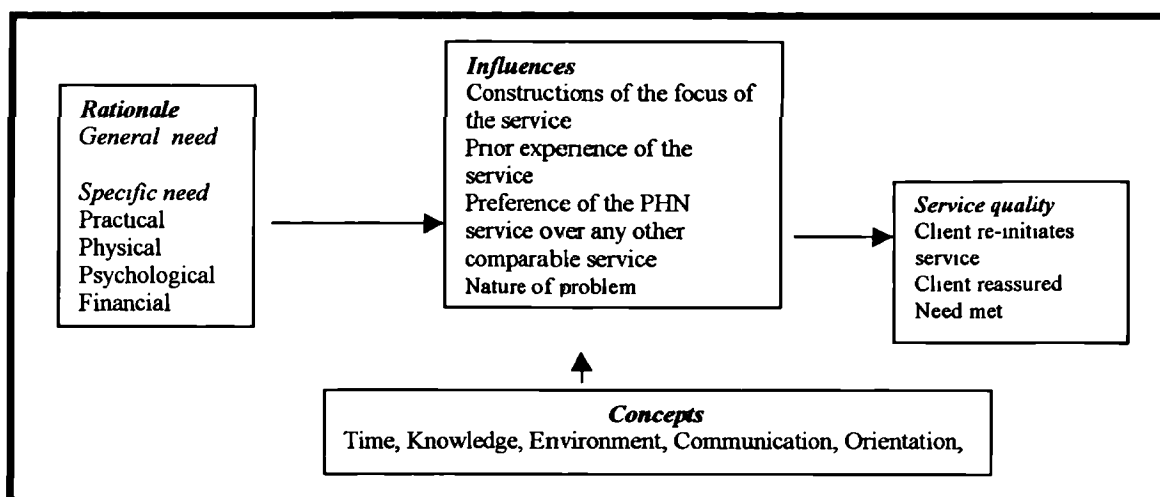 Rationale
General need
Specific need
Practical
Physical
Psychological
Financial
Influences
Constructions of the focus of
the service
Prior experience of the
service
Preference of the PHN
service over any other
comparable service
Nature of problem
Service quality
Client re-initiates
service
Client reassured
Need met
Concepts
Time, Knowledge, Environment, Communication, Orientation,